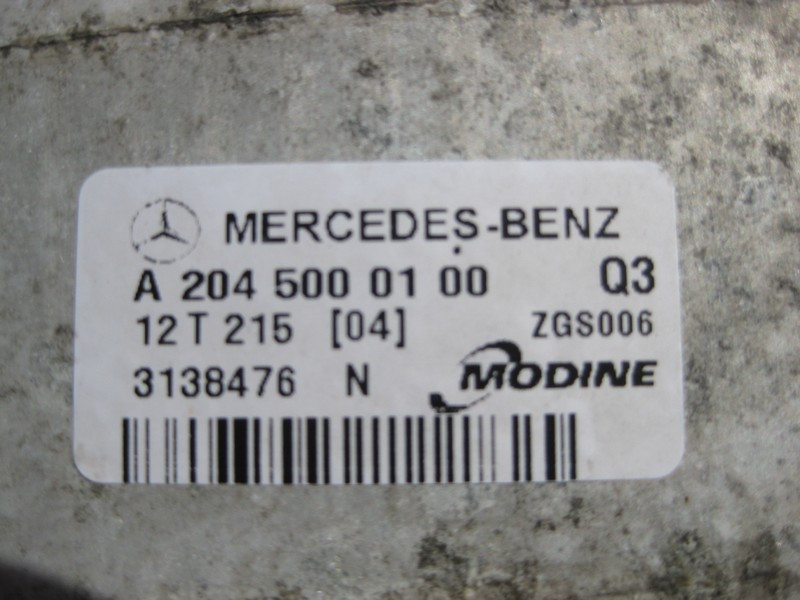 MERCEDES-BENZ
A 204 500 01 00 Q3
12 T 215 [04] ZGS006
3138476 N MODINE